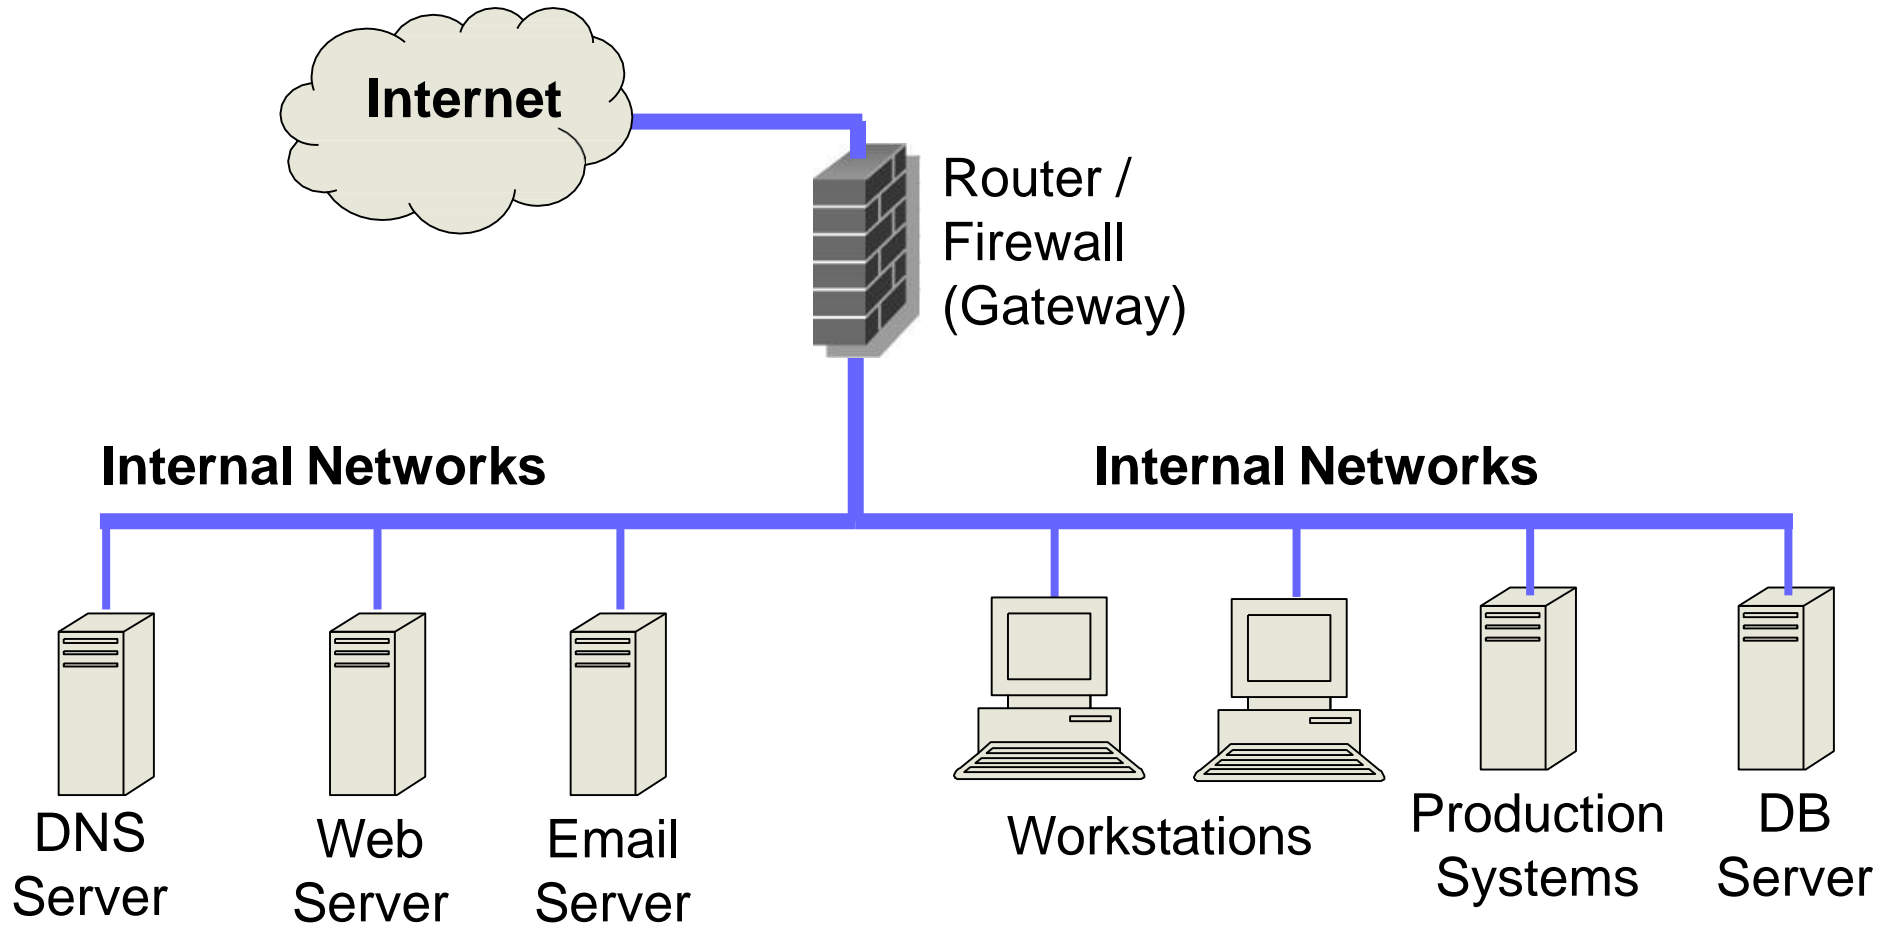 Internet
Router /
Firewall
(Gateway)
Internal Networks
Internal Networks
DNS
Server
Web
Server
Email
Server
Workstations
Production
Systems
DB
Server